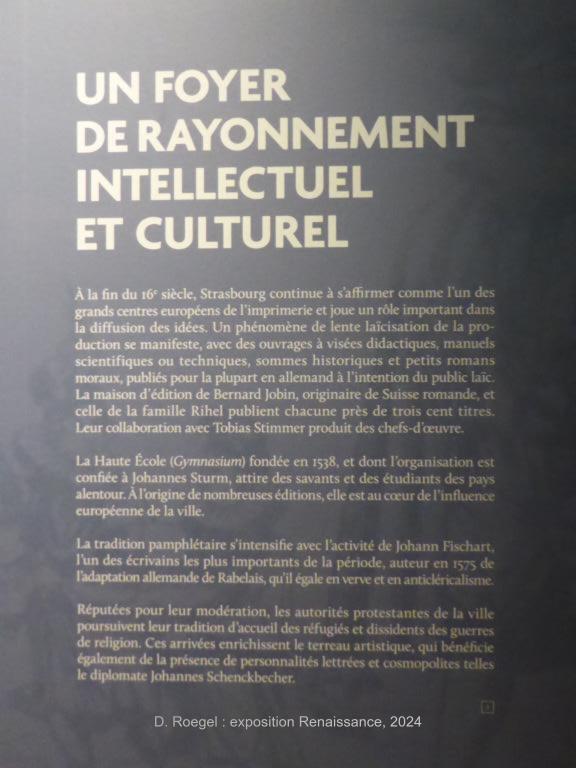 UN FOYER
DE RAYONNEMENT
INTELLECTUEL
ET CULTUREL
À la fin du 16e siècle, Strasbourg continue à s'affirmer comme l'un des
grands centres européens de l'imprimerie et joue un rôle important dans
la diffusion des idées. Un phénomène de lente laïcisation de la pro-
duction se manifeste, avec des ouvrages à visées didactiques, manuels
scientifiques ou techniques, sommes historiques et petits romans
moraux, publiés pour la plupart en allemand à l'intention du public laïc.
La maison d'édition de Bernard Jobin, originaire de Suisse romande, et
celle de la famille Rihel publient chacune près de trois cent titres.
Leur collaboration avec Tobias Stimmer produit des chefs-d'œuvre.
La Haute École (Gymnasium) fondée en 1538, et dont l'organisation est
confiée à Johannes Sturm, attire des savants et des étudiants des pays
alentour. À l'origine de nombreuses éditions, elle est au cœur de l'influence
européenne de la ville.
La tradition pamphlétaire s'intensifie avec l'activité de Johann Fischart,
l'un des écrivains les plus importants de la période, auteur en 1575 de
l'adaptation allemande de Rabelais, qu'il égale en verve et en anticléricalisme.
Réputées pour leur modération, les autorités protestantes de la ville
poursuivent leur tradition d'accueil des réfugiés et dissidents des guerres
de religion. Ces arrivées enrichissent le terreau artistique, qui bénéficie
également de la présence de personnalités lettrées et cosmopolites telles
le diplomate Johannes Schenckbecher.
D. Roegel : exposition Renaissance, 2024